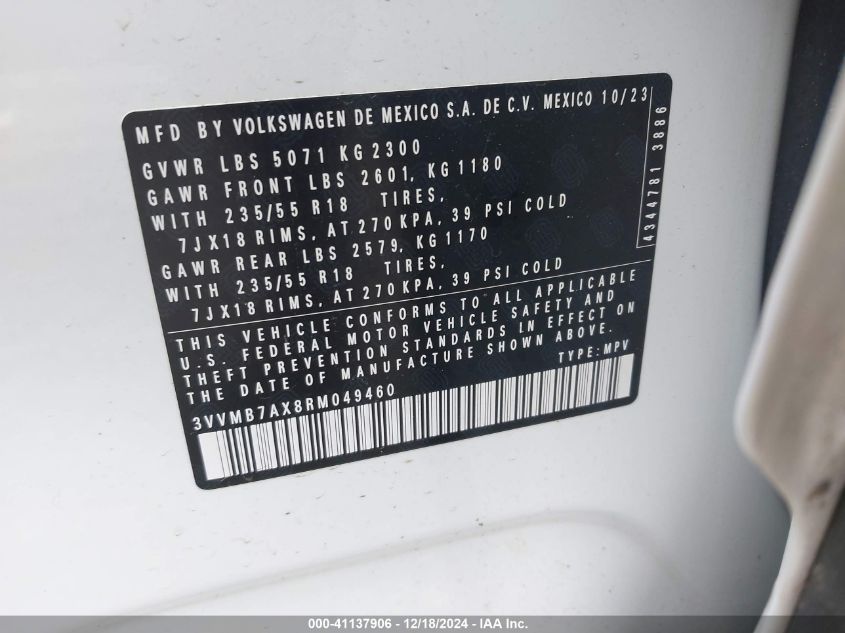 MFD BY VOLKSWAGEN DE MEXICO S.A. DE C.V. MEXICO 10/23
GVWR LBS 5071 KG 2300
GAWR FRONT LBS 2601, KG 1180
WITH 235/55 R18 TIRES,
7JX18 RIMS, AT 270 KPA, 39 PSI COLD
GAWR REAR LBS 2579, KG 1170
WITH 235/55 R18 TIRES,
7JX18 RIMS, AT 270 KPA, 39 PSI COLD
4344781 3886
THIS VEHICLE CONFORMS TO ALL APPLICABLE
U.S. FEDERAL MOTOR VEHICLE SAFETY AND
THEFT PREVENTION STANDARDS IN EFFECT ON
THE DATE OF MANUFACTURE SHOWN ABOVE.
TYPE: MPV
3VVMB7AX8RM049460
000-41137906 - 12/18/2024 - IAA Inc.